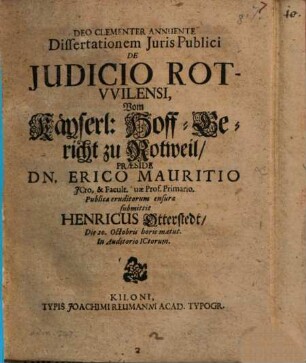 DEO CLEMENTER ANNUENTE
Dissertationem Juris Publici
DE
JUDICIO ROT-
VVILENSI,
Vom
Käyserl: Hoff-Ge-
richt zu Rotweil/
PRÆSIDE
DN. ERICO MAURITIO
JCto, & Facult. suæ Prof. Primario.
Publicæ eruditorum censuræ
submittit
HENRICUS Otterstedt/
Die 20. Octobris horis matut.
In Auditorio JCtorum.
KILONI,
TYPIS JOACHIMI REUMANNI ACAD. TYPOGR.